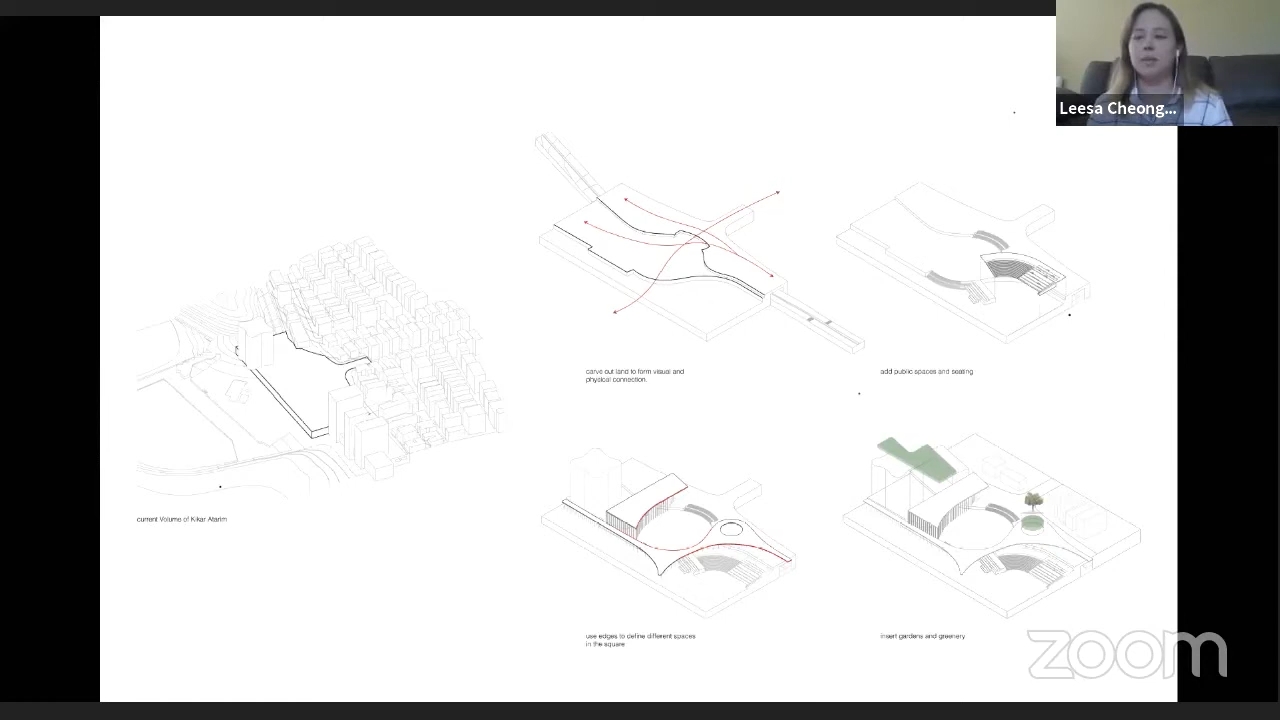 Leesa Cheong...
carve out land to form visual and
physical connection.
add public spaces and seating
current Volume of Kikar Atarim
use edges to define different spaces
in the square
insert gardens and greenery
zoom